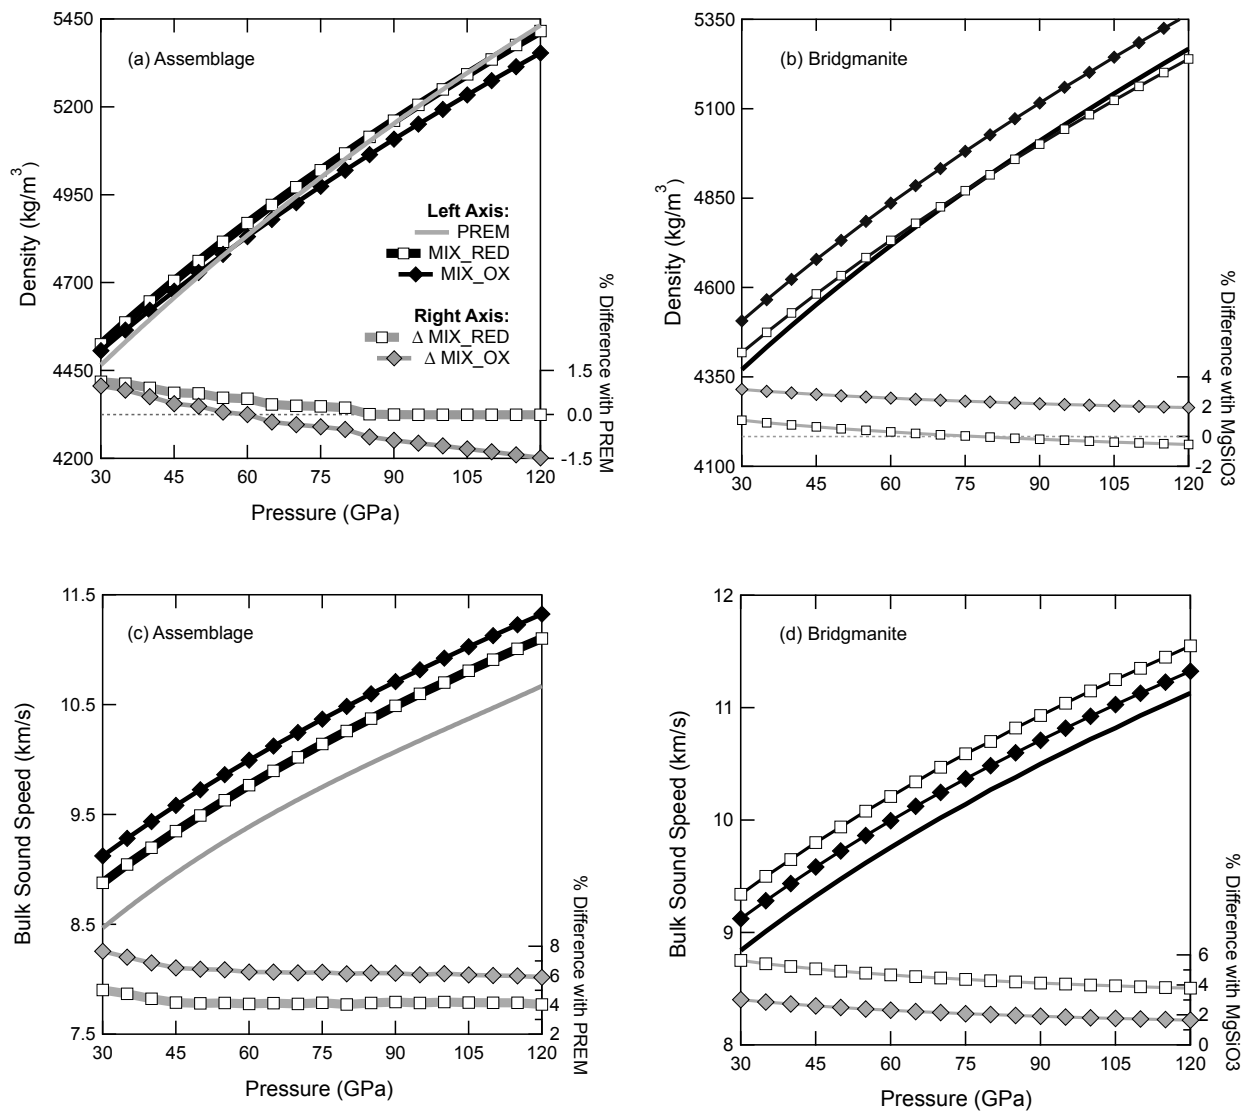 (a) Assemblage
5450
5200
4950
4700
4450
4200
Density (kg/m³)
Left Axis:
PREM
MIX_RED
MIX_OX
Right Axis:
Δ MIX_RED
Δ MIX_OX
1.5
0.0
-1.5
% Difference with PREM
30 45 60 75 90 105 120
Pressure (GPa)
(b) Bridgmanite
5350
5100
4850
4600
4350
4100
Density (kg/m³)
4
2
0
-2
% Difference wtih MgSiO3
30 45 60 75 90 105 120
(c) Assemblage
11.5
10.5
9.5
8.5
7.5
Bulk Sound Speed (km/s)
8
6
4
2
% Difference with PREM
30 45 60 75 90 105 120
Pressure (GPa)
(d) Bridgmanite
12
11
10
9
8
Bulk Sound Speed (km/s)
6
4
2
0
% Difference with MgSiO3
30 45 60 75 90 105 120
Pressure (GPa)